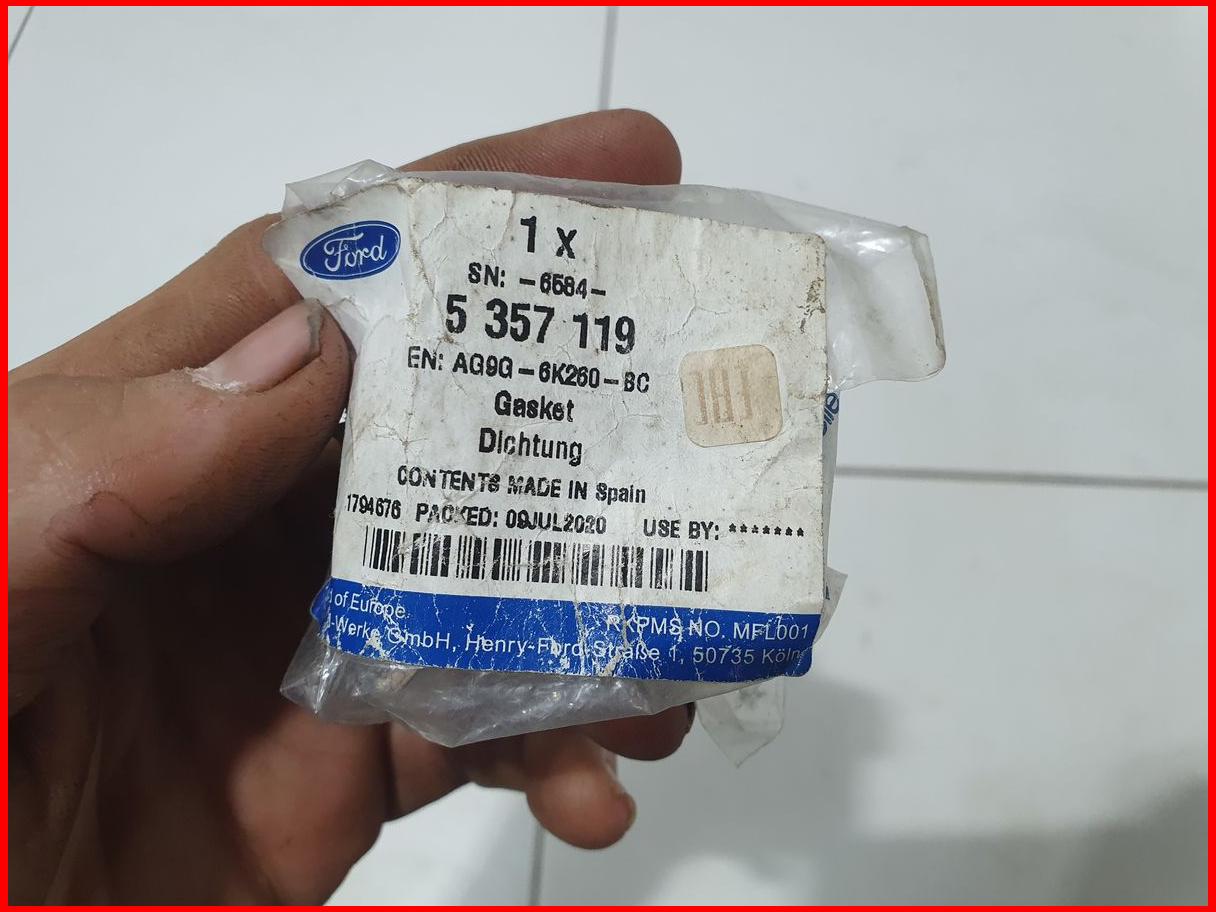 Ford
1 x
SN: -6584-
5 357 119
EN: AG9G-6K260-BC
Gasket
Dichtung
CONTENTS MADE IN Spain
1794676 PACKED: 09JUL2020 USE BY: *******
of Europe
PKPMS NO. MFL001
-Werke GmbH, Henry-Ford-Straße 1, 50735 Köln